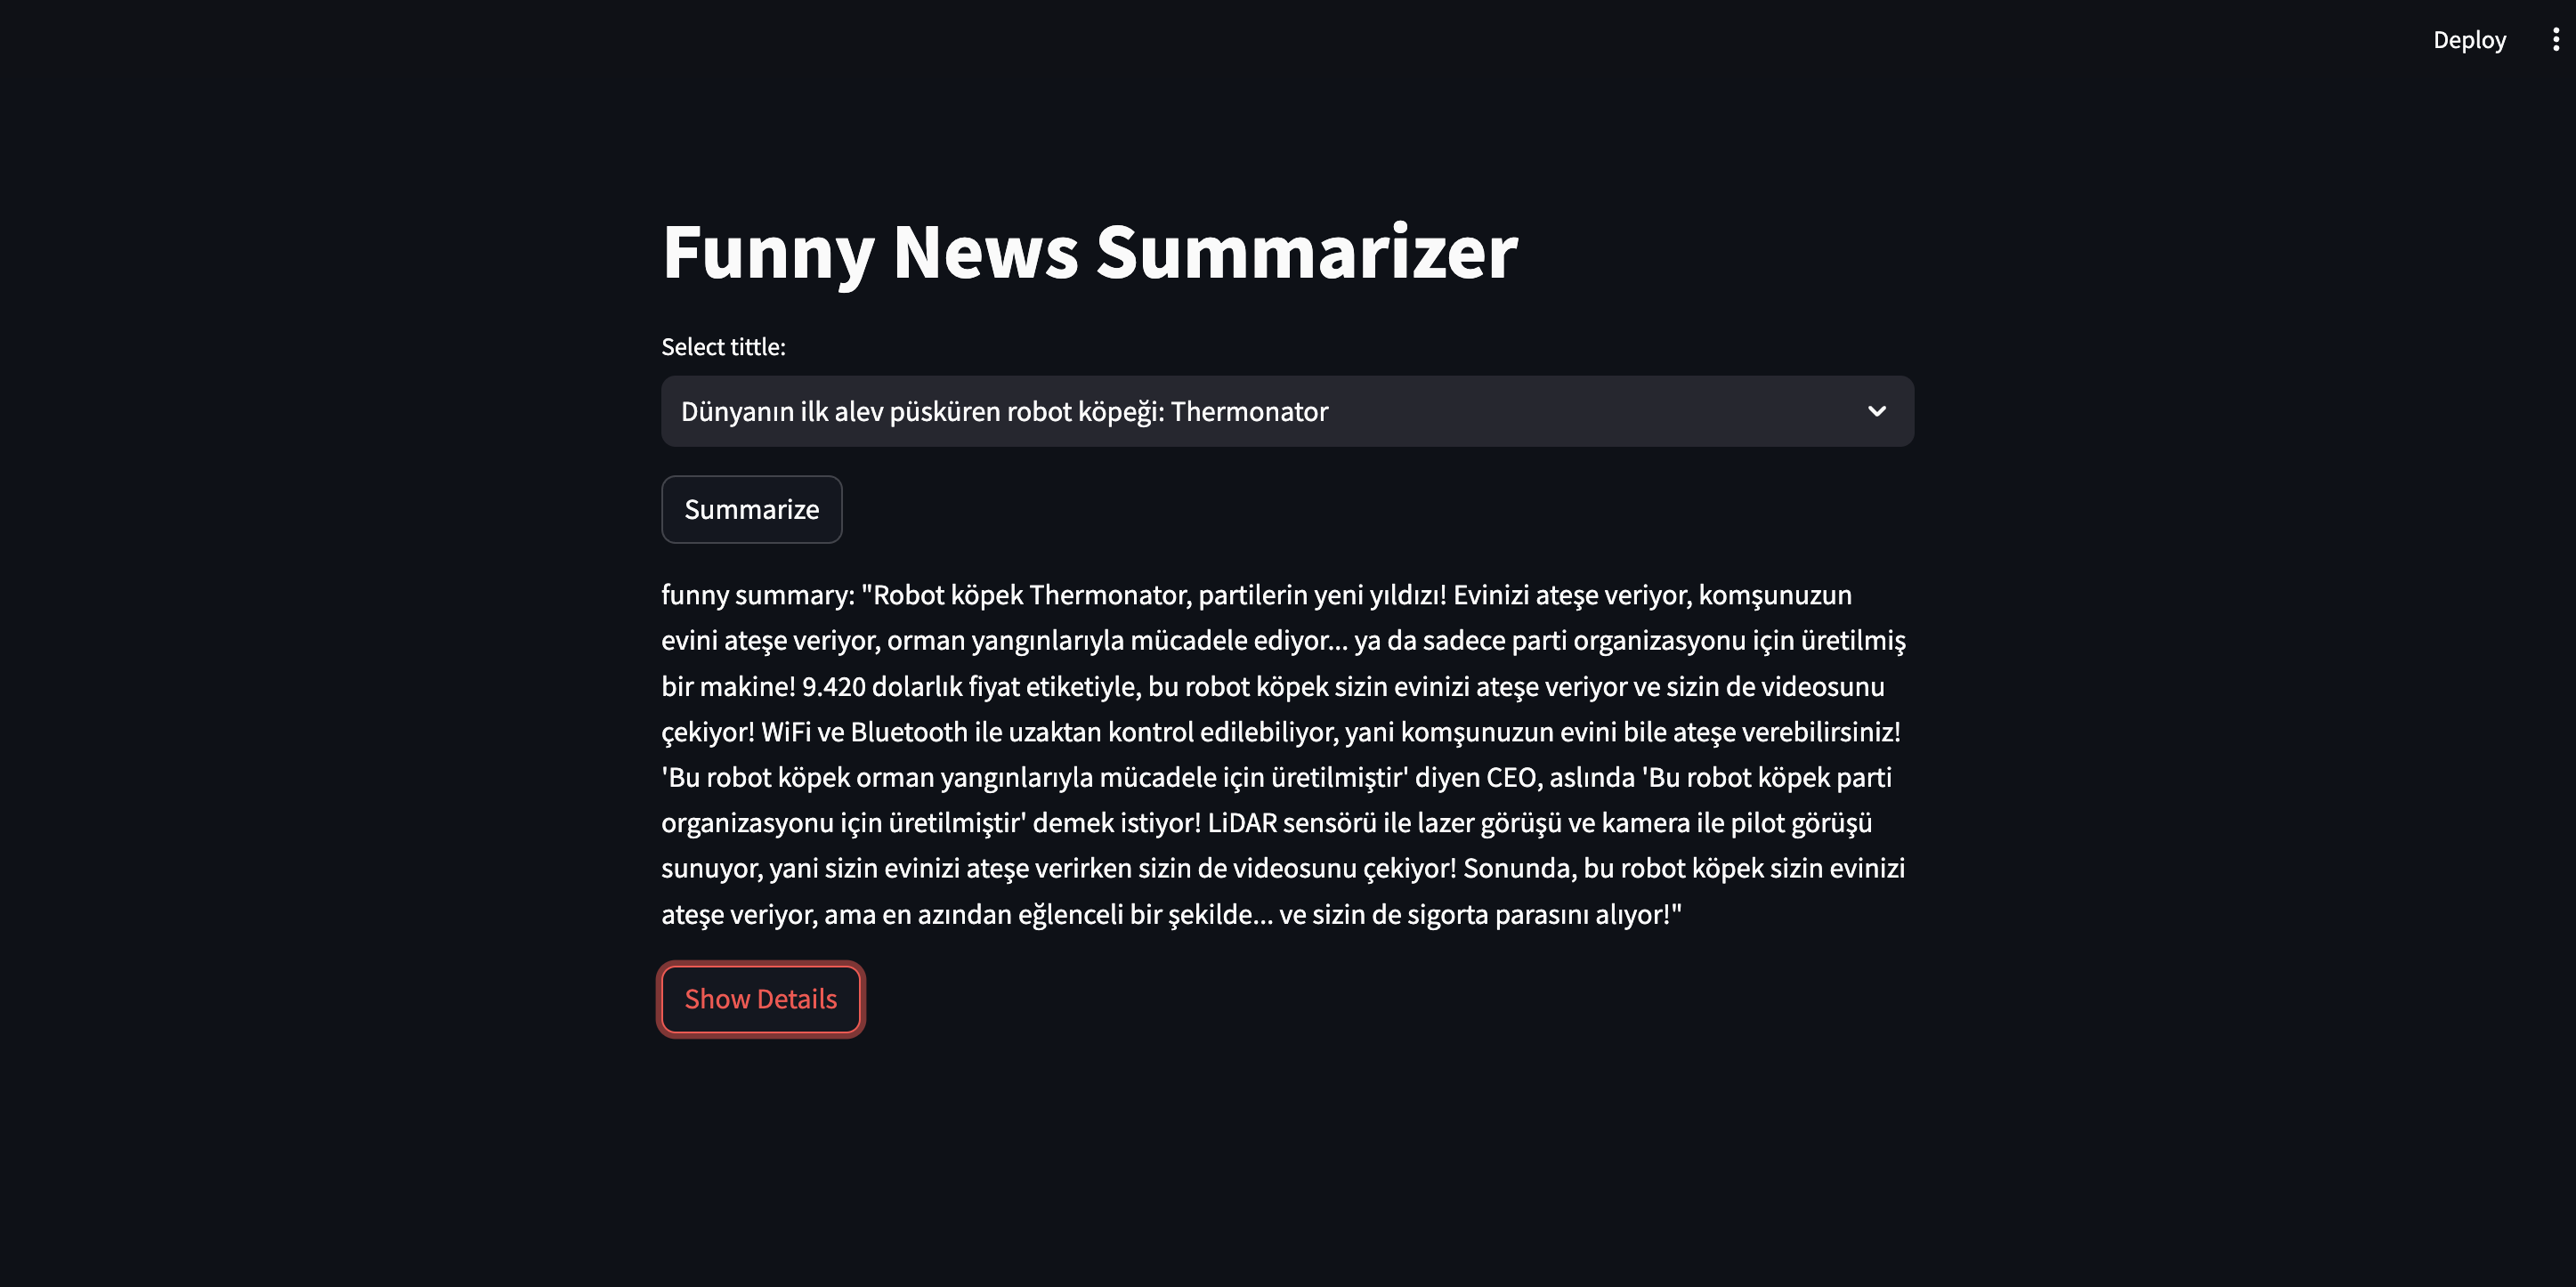 Deploy
Funny News Summarizer
Select tittle:
Dünyanın ilk alev püsküren robot köpeği: Thermonator
Summarize
funny summary: "Robot köpek Thermonator, partilerin yeni yıldızı! Evinizi ateşe veriyor, komşunuzun
evini ateşe veriyor, orman yangınlarıyla mücadele ediyor... ya da sadece parti organizasyonu için üretilmiş
bir makine! 9.420 dolarlık fiyat etiketiyle, bu robot köpek sizin evinizi ateşe veriyor ve sizin de videosunu
çekiyor! WiFi ve Bluetooth ile uzaktan kontrol edilebiliyor, yani komşunuzun evini bile ateşe verebilirsiniz!
'Bu robot köpek orman yangınlarıyla mücadele için üretilmiştir' diyen CEO, aslında 'Bu robot köpek parti
organizasyonu için üretilmiştir' demek istiyor! LiDAR sensörü ile lazer görüşü ve kamera ile pilot görüşü
sunuyor, yani sizin evinizi ateşe verirken sizin de videosunu çekiyor! Sonunda, bu robot köpek sizin evinizi
ateşe veriyor, ama en azından eğlenceli bir şekilde... ve sizin de sigorta parasını alıyor!"
Show Details